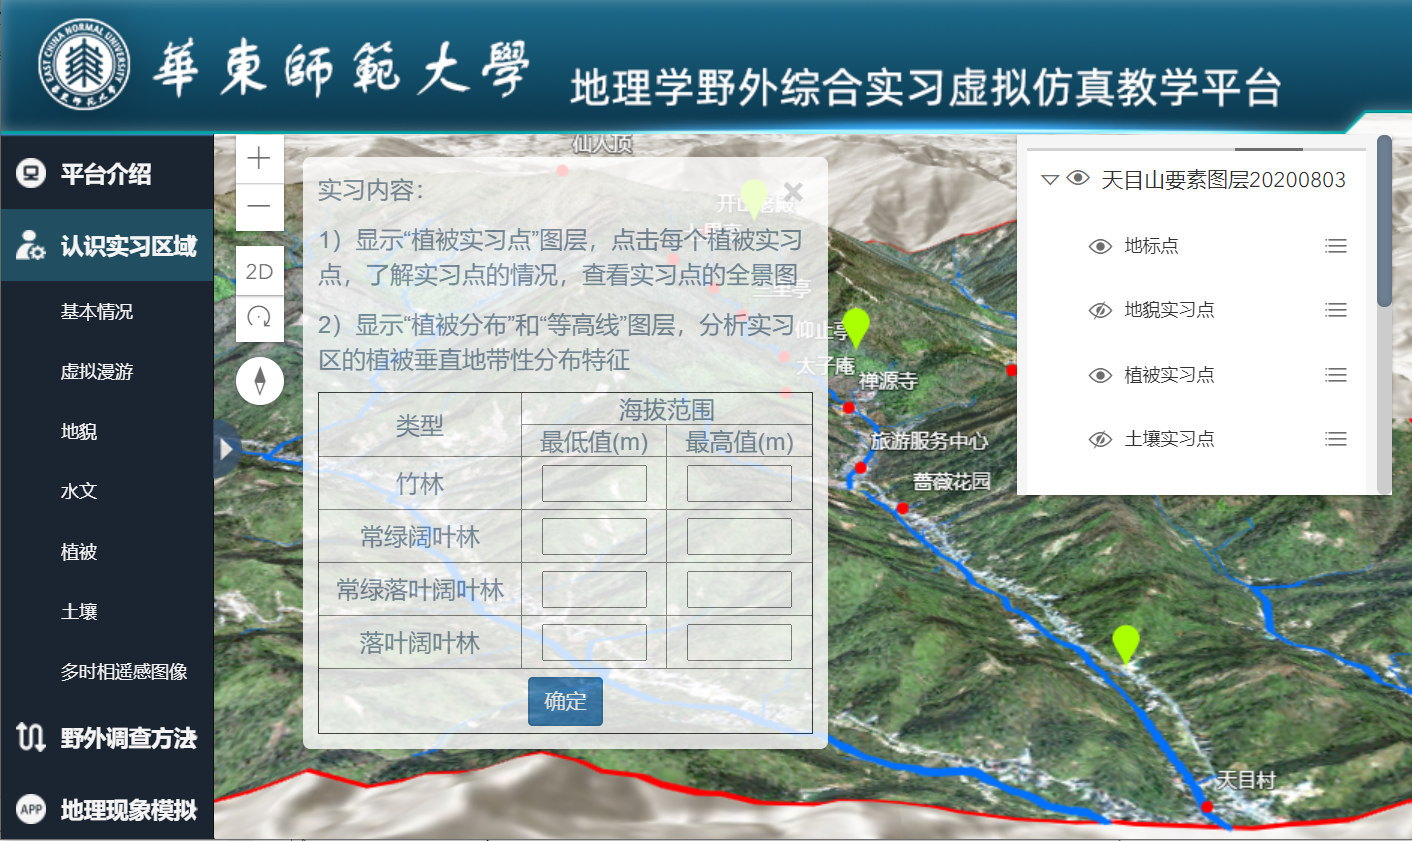 EAST CHINA NORMAL UNIVERSITY
華東師範大學
地理学野外综合实习虚拟仿真教学平台
平台介绍
认识实习区域
基本情况
虚拟漫游
地貌
水文
植被
土壤
多时相遥感图像
野外调查方法
APP
地理现象模拟
2D
仙人顶
实习内容：
1）显示“植被实习点”图层，点击每个植被实习
点，了解实习点的情况，查看实习点的全景图
2）显示“植被分布”和“等高线”图层，分析实习
区的植被垂直地带性分布特征
类型
海拔范围
最低值(m)
最高值(m)
竹林
常绿阔叶林
常绿落叶阔叶林
落叶阔叶林
确定
开山老殿
三里亭
仰止亭
太子庵
禅源寺
旅游服务中心
蔷薇花园
天目村
天目山要素图层20200803
地标点
地貌实习点
植被实习点
土壤实习点